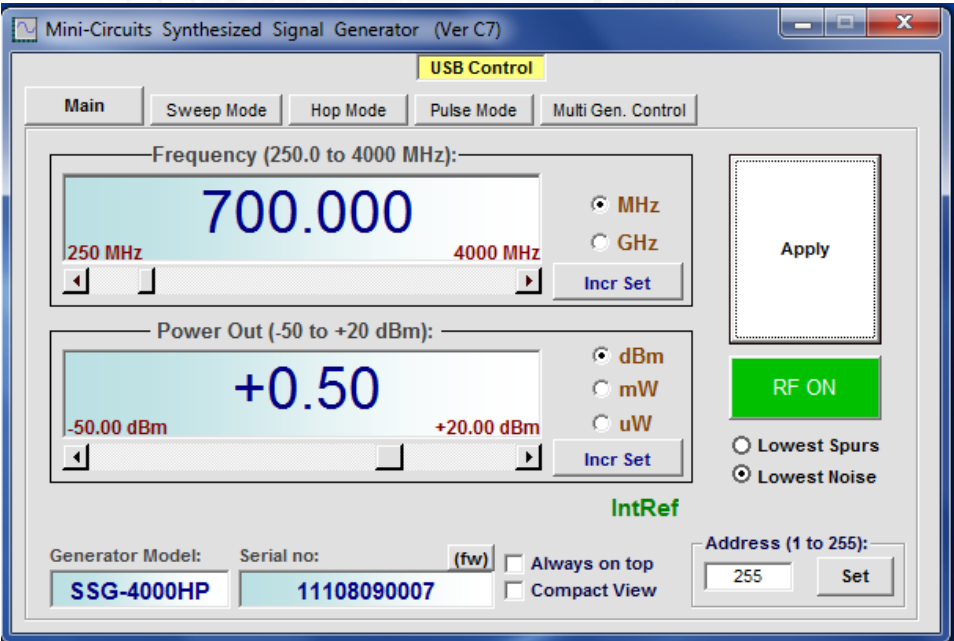 Mini-Circuits Synthesized Signal Generator (Ver C7)
USB Control
Main Sweep Mode Hop Mode Pulse Mode Multi Gen. Control
Frequency (250.0 to 4000 MHz):
700.000
250 MHz 4000 MHz
MHz
GHz
Incr Set
Apply
Power Out (-50 to +20 dBm):
+0.50
-50.00 dBm +20.00 dBm
dBm
mW
uW
Incr Set
RF ON
Lowest Spurs
Lowest Noise
IntRef
Generator Model: Serial no: (fw)
SSG-4000HP 11108090007
Always on top
Compact View
Address (1 to 255):
255 Set